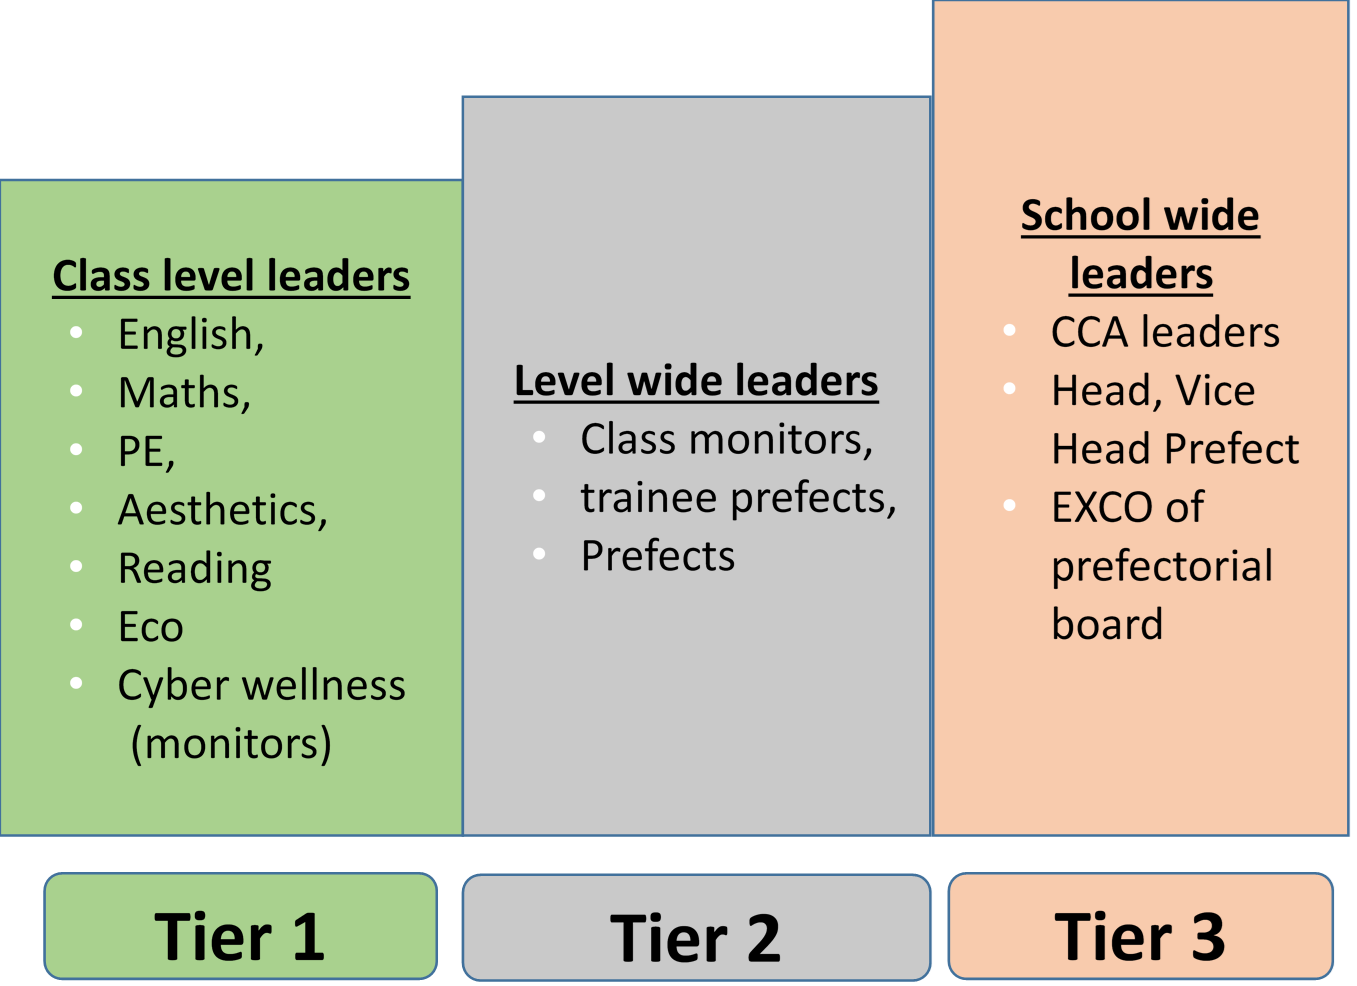 Class level leaders
• English,
• Maths,
• PE,
• Aesthetics,
• Reading
• Eco
• Cyber wellness
(monitors)
Level wide leaders
• Class monitors,
• trainee prefects,
• Prefects
School wide
leaders
• CCA leaders
• Head, Vice
Head Prefect
• EXCO of
prefectorial
board
Tier 1
Tier 2
Tier 3